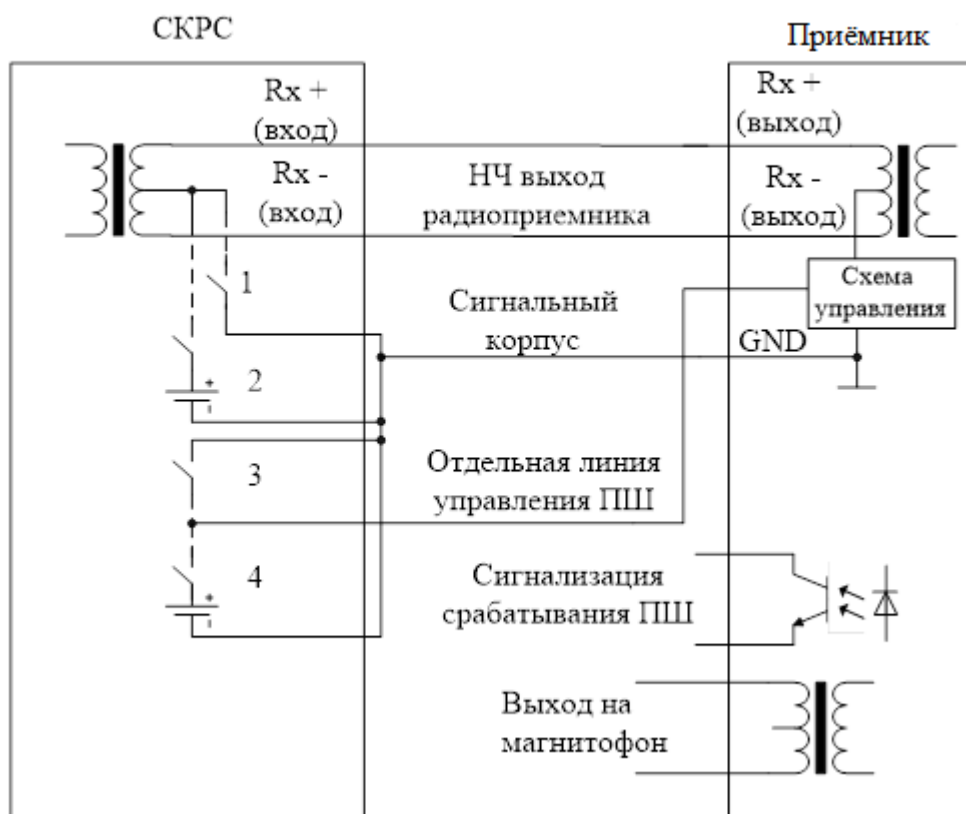 СКРС
Приёмник
Rx +
(вход)
Rx +
(выход)
Rx -
(вход)
НЧ выход
радиоприемника
Rx -
(выход)
1
Схема
управления
Сигнальный
корпус
GND
+
2
3
Отдельная линия
управления ПШ
4
+
Сигнализация
срабатывания ПШ
Выход на
магнитофон